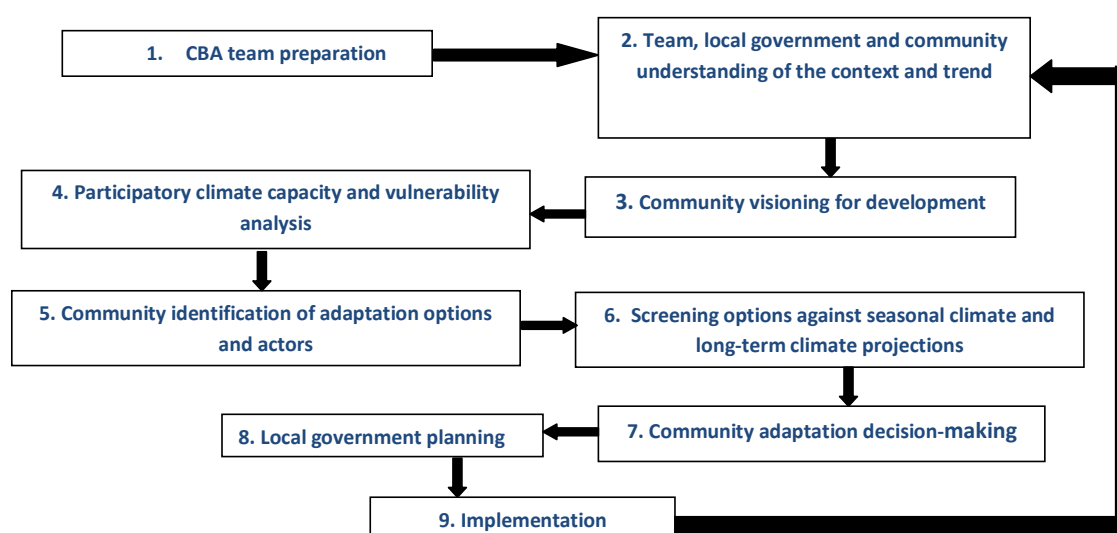 1. CBA team preparation
2. Team, local government and community
understanding of the context and trend
3. Community visioning for development
4. Participatory climate capacity and vulnerability
analysis
5. Community identification of adaptation options
and actors
6. Screening options against seasonal climate and
long-term climate projections
7. Community adaptation decision-making
8. Local government planning
9. Implementation